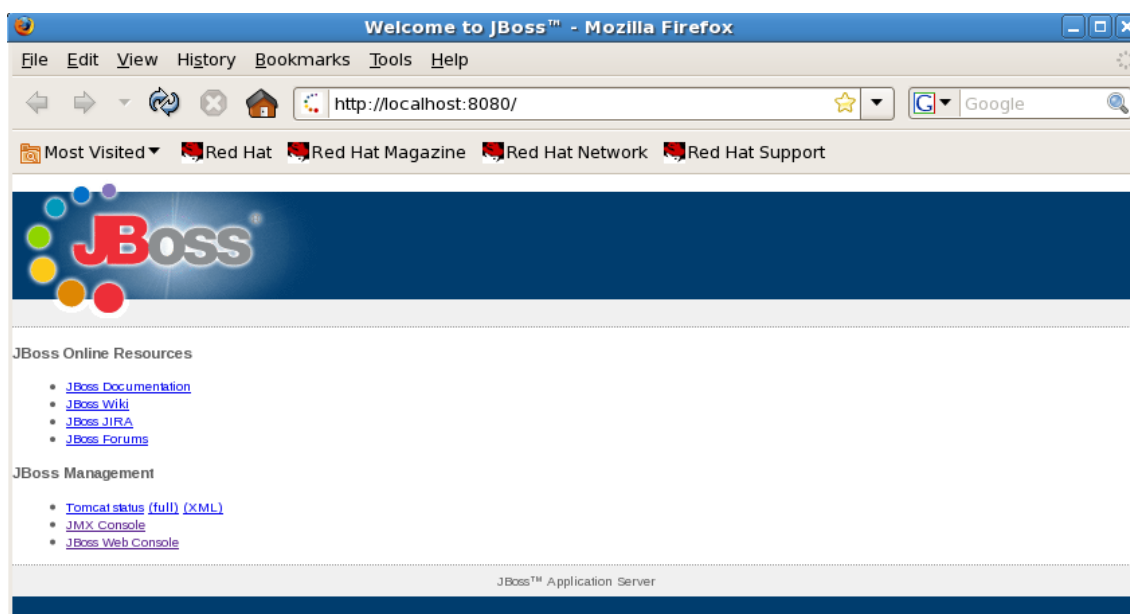 Welcome to JBoss™ - Mozilla Firefox
File Edit View History Bookmarks Tools Help
http://localhost:8080/ G Google
Most Visited Red Hat Red Hat Magazine Red Hat Network Red Hat Support
JBoss®
JBoss Online Resources
JBoss Documentation
JBoss Wiki
JBoss JIRA
JBoss Forums
JBoss Management
Tomcat status (full) (XML)
JMX Console
JBoss Web Console
JBoss™ Application Server